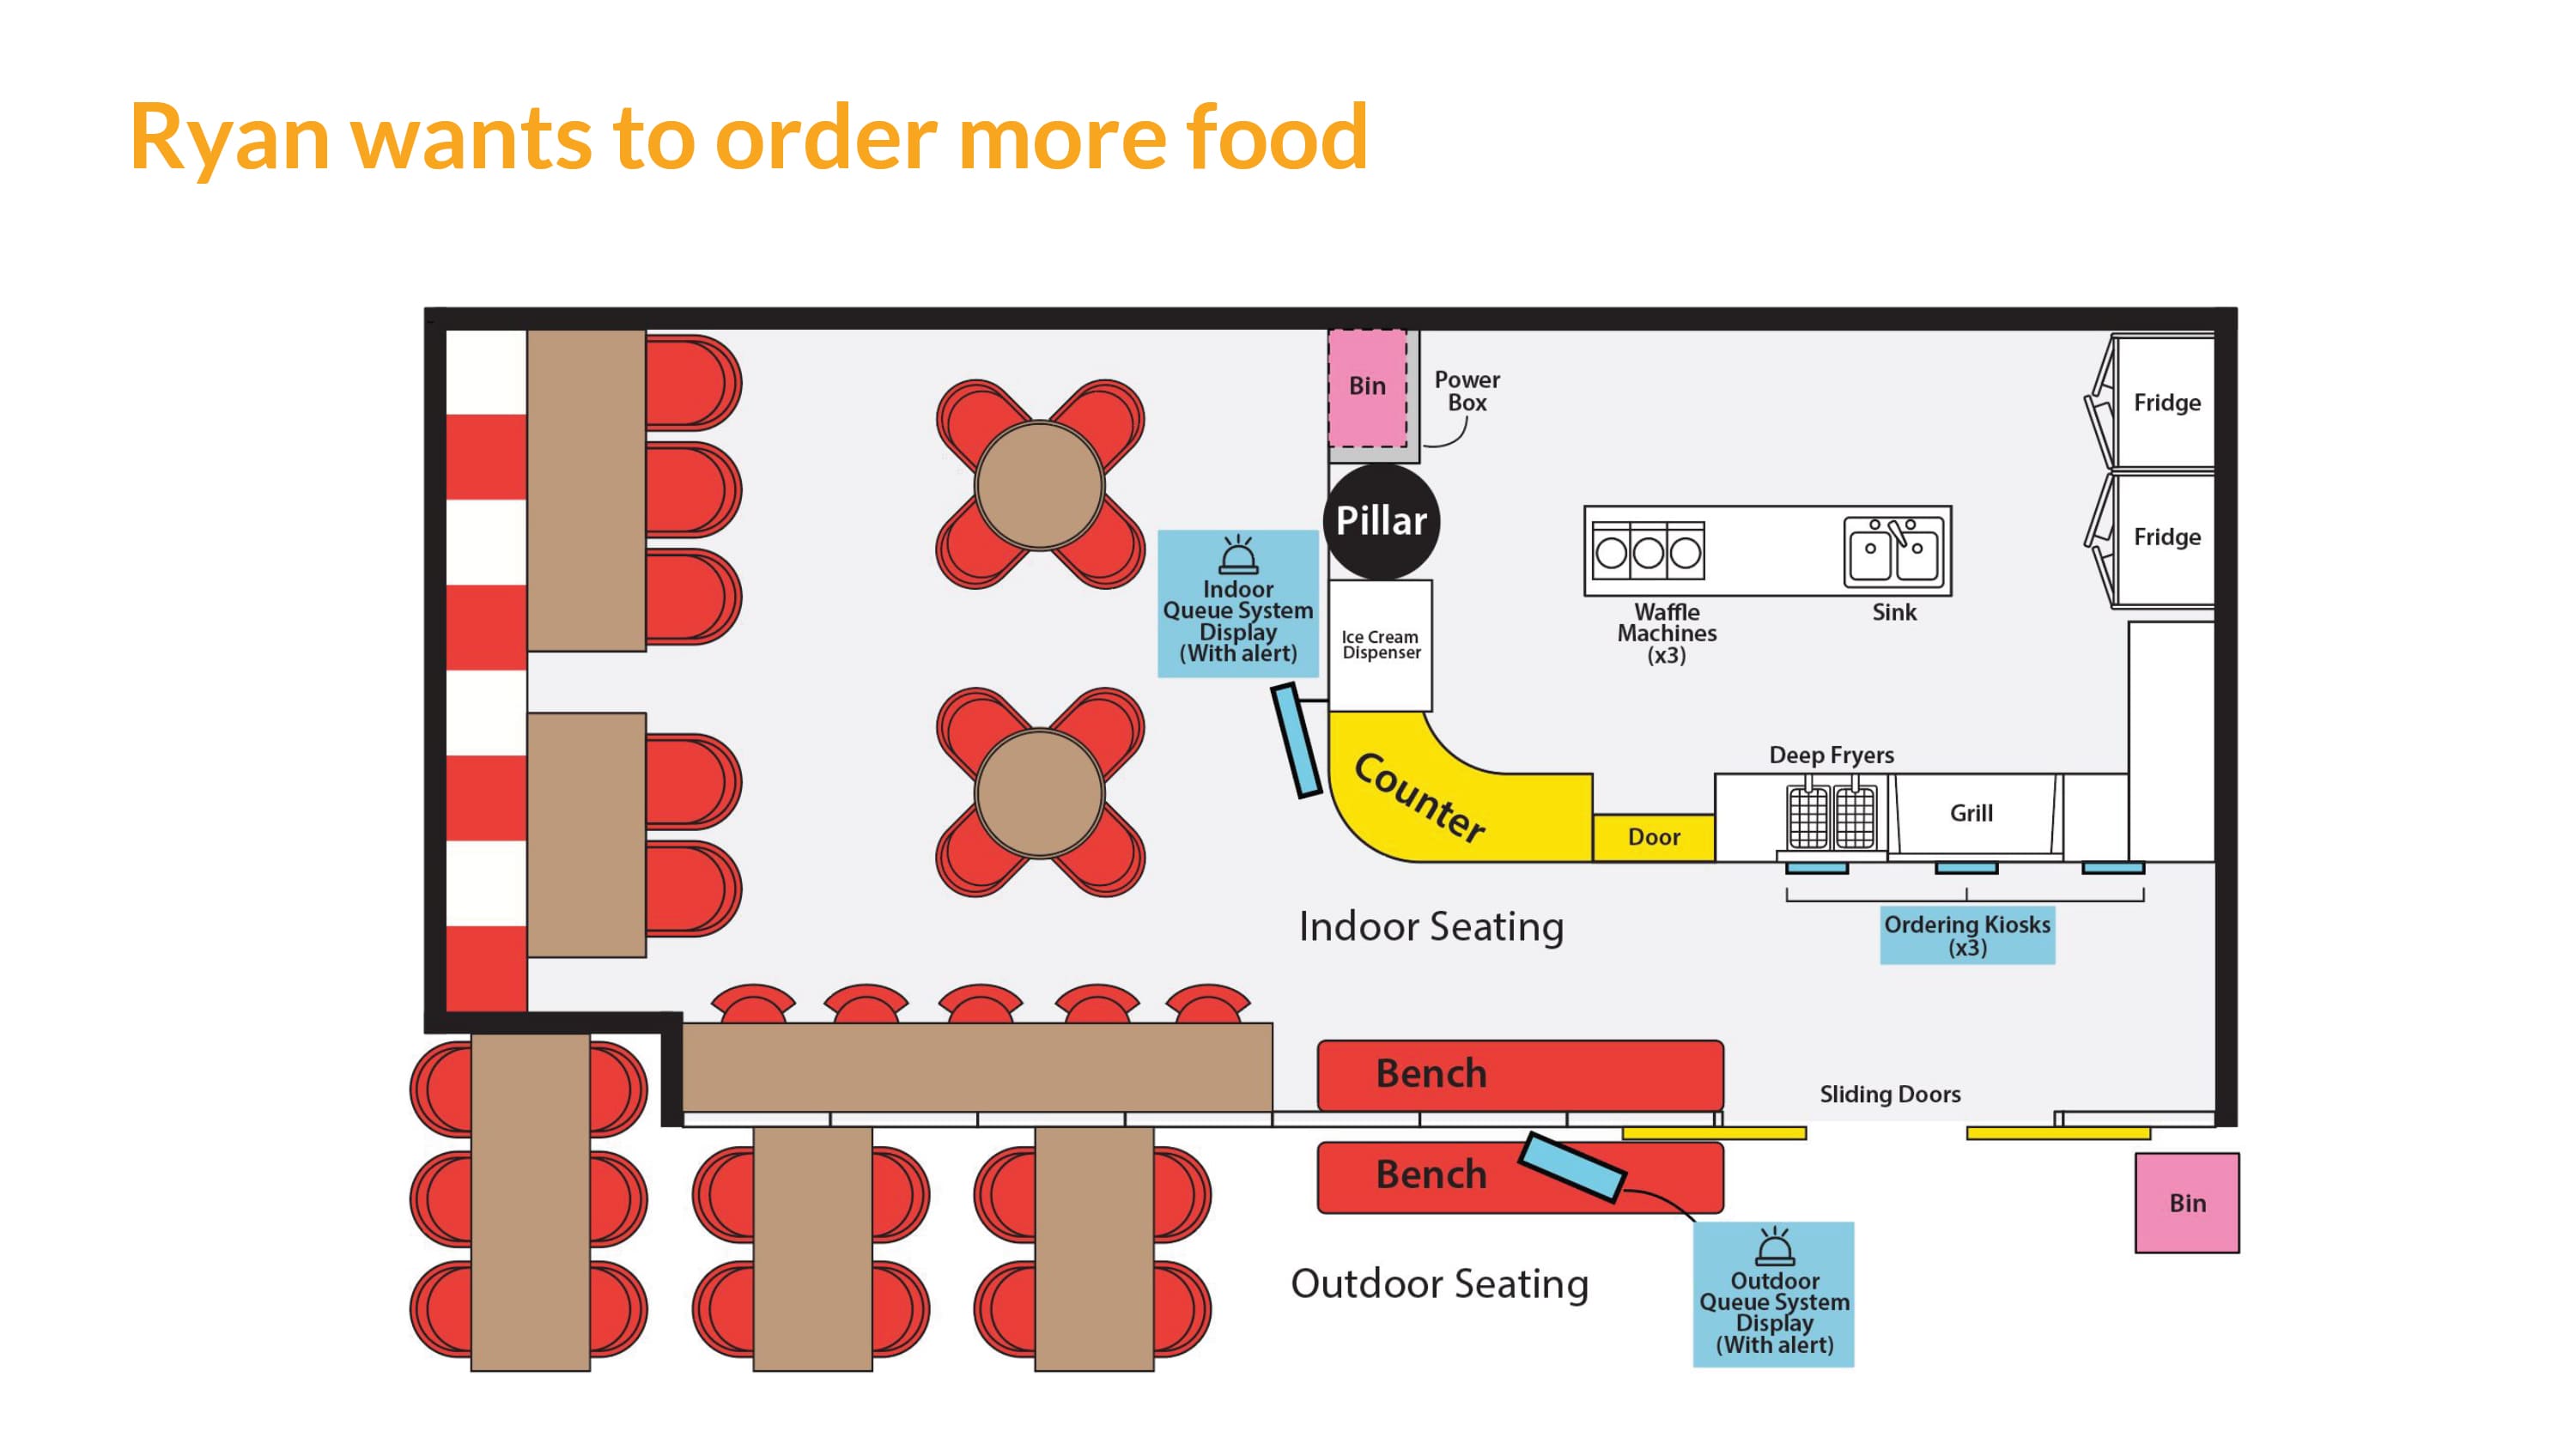 Ryan wants to order more food
Bin
Power
Box
Fridge
Pillar
Fridge
Indoor
Queue System
Display
(With alert)
Ice Cream
Dispenser
Waffle
Machines
(x3)
Sink
Counter
Deep Fryers
Grill
Door
Indoor Seating
Ordering Kiosks
(x3)
Bench
Sliding Doors
Bench
Bin
Outdoor Seating
Outdoor
Queue System
Display
(With alert)